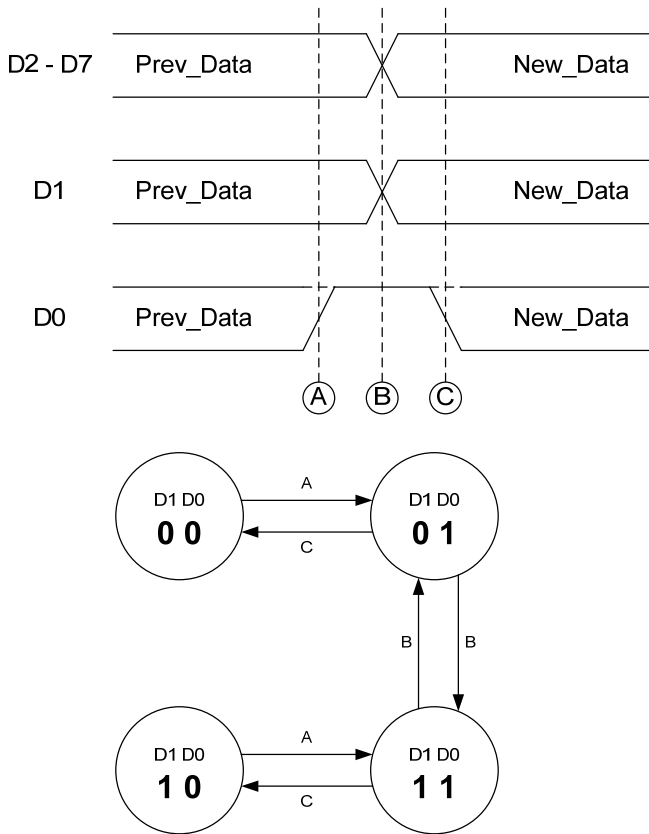 D2 - D7 Prev_Data New_Data
D1 Prev_Data New_Data
D0 Prev_Data New_Data
A B C
D1 D0 A D1 D0
0 0 0 1
C
B B
D1 D0 A D1 D0
1 0 1 1
C